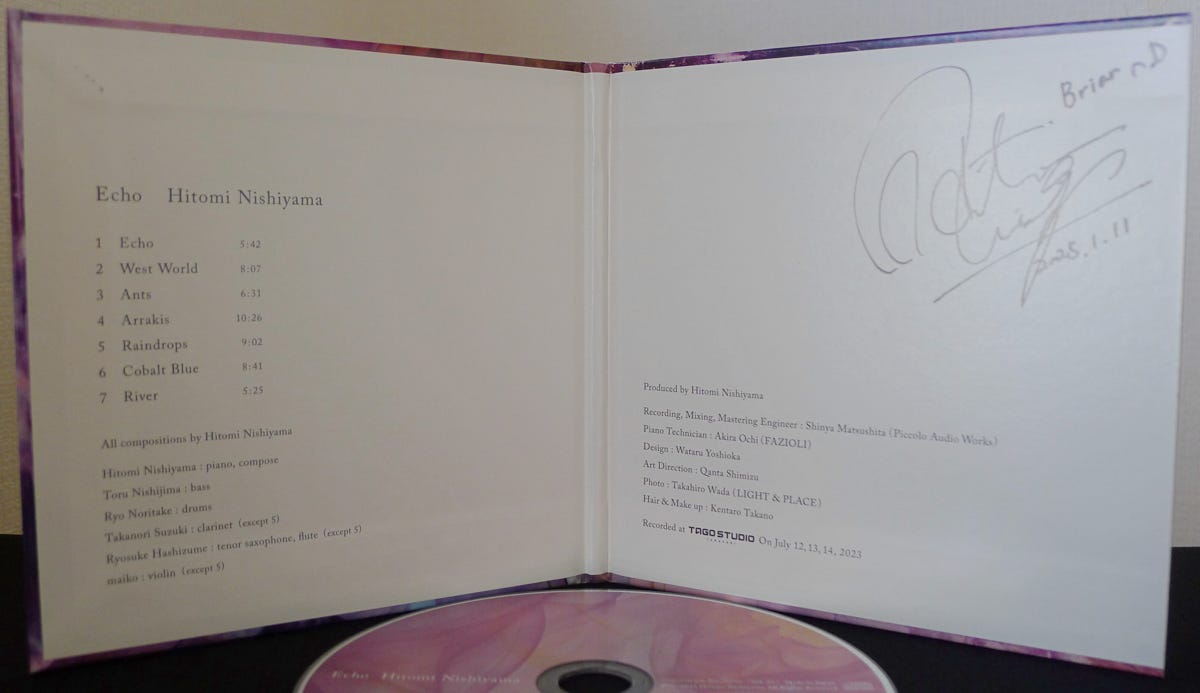 Echo Hitomi Nishiyama
1 Echo 5:42
2 West World 8:07
3 Ants 6:31
4 Arrakis 10:26
5 Raindrops 9:02
6 Cobalt Blue 8:41
7 River 5:25
All compositions by Hitomi Nishiyama
Hitomi Nishiyama : piano, compose
Toru Nishijima : bass
Ryo Noritake : drums
Takanori Suzuki : clarinet (except 5)
Ryosuke Hashizume : tenor saxophone, flute (except 5)
maiko : violin (except 5)
Brian
2025.1.11
Produced by Hitomi Nishiyama
Recording, Mixing, Mastering Engineer : Shinya Matsushita (Piccolo Audio Works)
Piano Technician : Akira Ochi (FAZIOLI)
Design : Wataru Yoshioka
Art Direction : Qanta Shimizu
Photo : Takahiro Wada (LIGHT & PLACE)
Hair & Make up : Kentaro Takano
Recorded at TAGO STUDIO On July 12, 13, 14, 2023
Echo Hitomi Nishiyama